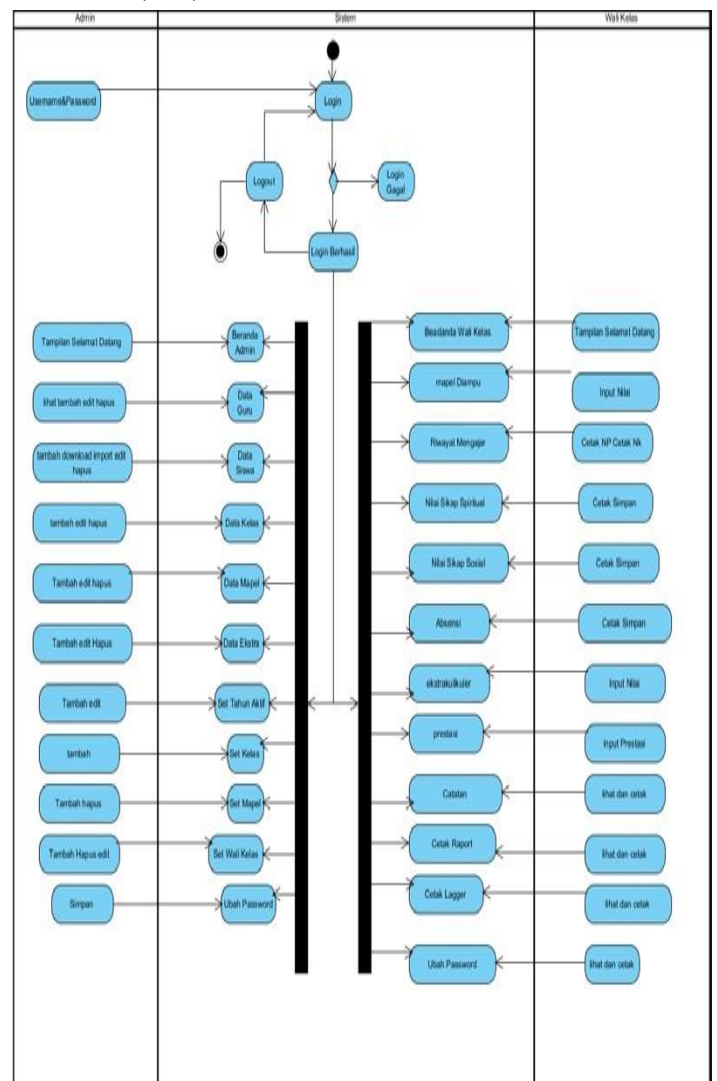 Admin
Sistem
Wali Kelas
Username&Password
Login
Logout
Login
Gagal
Login Berhasil
Tampilan Selamat Datang
Beranda
Admin
Beadanda Wali Kelas
Tampilan Selamat Datang
lihat tambah edit hapus
Data
Guru
mapel Diampu
Input Nilai
tambah download import edit
hapus
Data
Siswa
Riwayat Mengajar
Cetak NP Cetak Nk
tambah edit hapus
Data Kelas
Nilai Sikap Spiritual
Cetak Simpan
Tambah edit hapus
Data Mapel
Nilai Sikap Sosial
Cetak Simpan
Tambah edit Hapus
Data Ekstra
Absensi
Cetak Simpan
Tambah edit
Set Tahun Aktif
ekstrakulikuler
Input Nilai
tambah
Set Kelas
prestasi
input Prestasi
Tambah hapus
Set Mapel
Catatan
lihat dan cetak
Tambah Hapus edit
Set Wali Kelas
Cetak Raport
lihat dan cetak
Simpan
Ubah Password
Cetak Lagger
lihat dan cetak
Ubah Password
lihat dan cetak